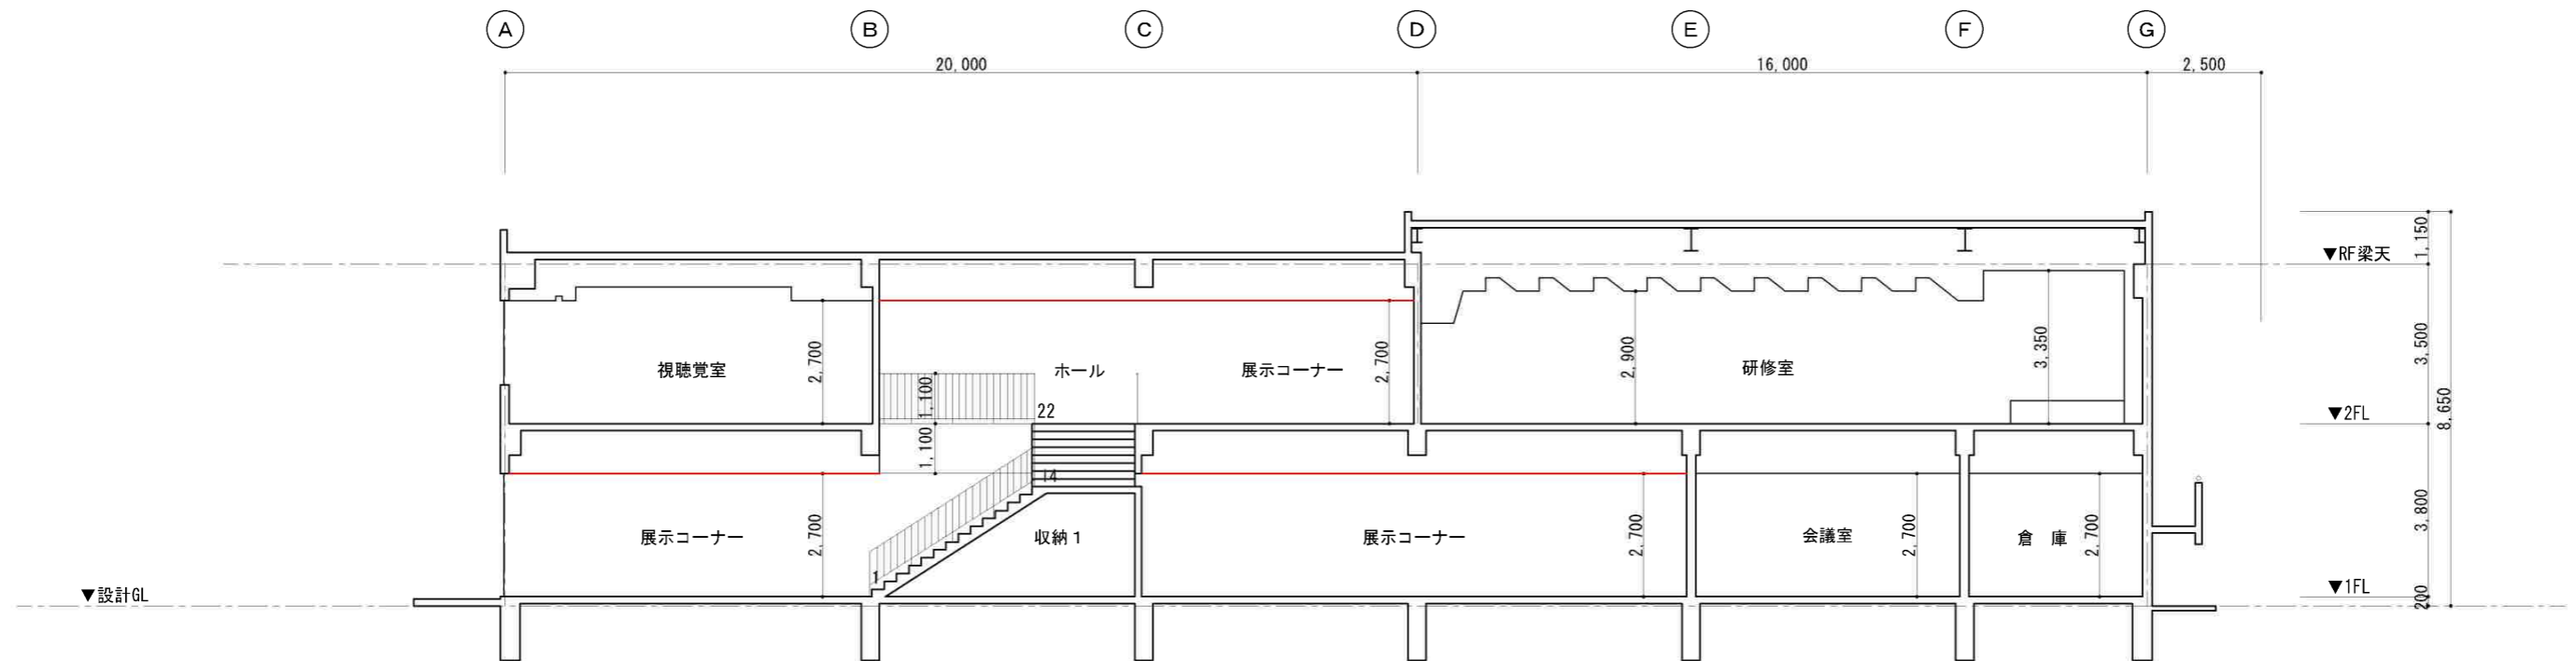 A B C D E F G
20,000 16,000 2,500
1,150
▼RF梁天
3,500
8,650
視聴覚室 2,700 ホール 展示コーナー 2,700 2,900 研修室 3,350
1,100
22
▼2FL
1,100
14
3,800
展示コーナー 2,700 収納1 展示コーナー 2,700 会議室 2,700 倉 庫 2,700
1
▼設計GL
▼1FL
200